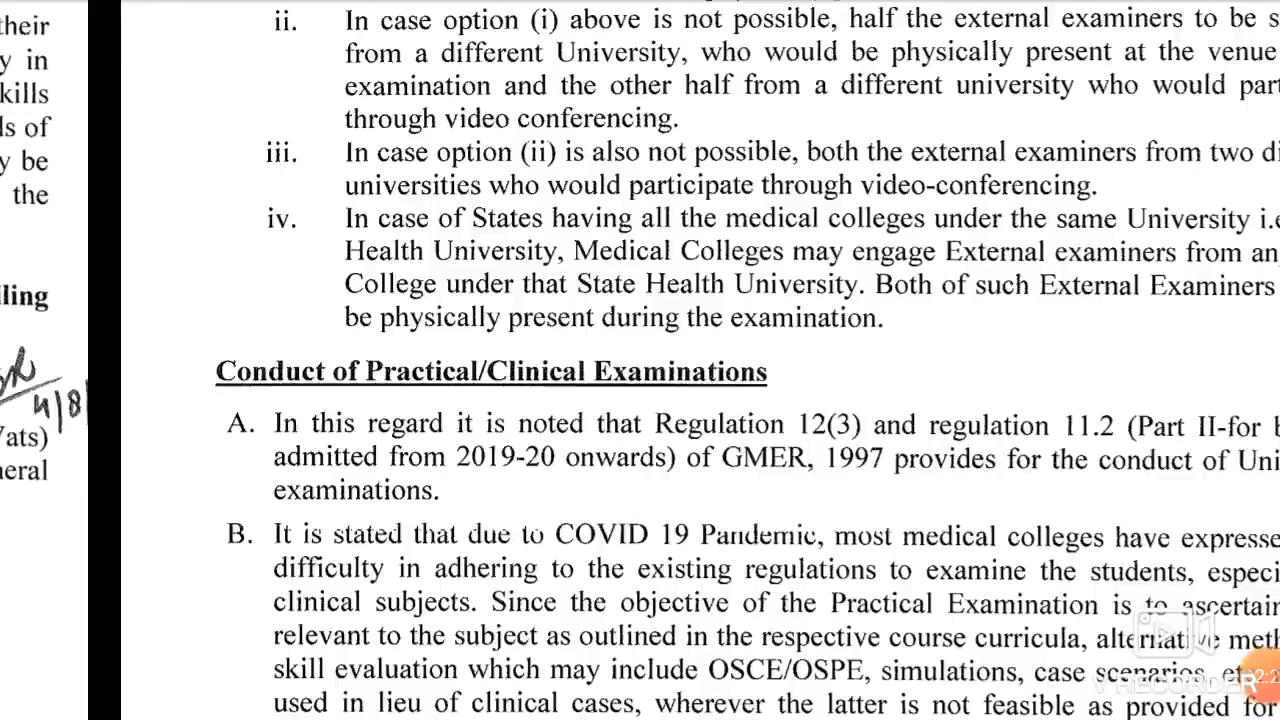 their
y in
kills
ls of
y be
the
lling
4/8/
Vats)
neral
ii. In case option (i) above is not possible, half the external examiners to be s
from a different University, who would be physically present at the venue
examination and the other half from a different university who would part
through video conferencing.
iii. In case option (ii) is also not possible, both the external examiners from two di
universities who would participate through video-conferencing.
iv. In case of States having all the medical colleges under the same University i.e
Health University, Medical Colleges may engage External examiners from an
College under that State Health University. Both of such External Examiners
be physically present during the examination.
Conduct of Practical/Clinical Examinations
A. In this regard it is noted that Regulation 12(3) and regulation 11.2 (Part II-for b
admitted from 2019-20 onwards) of GMER, 1997 provides for the conduct of Uni
examinations.
B. It is stated that due to COVID 19 Pandemic, most medical colleges have expresse
difficulty in adhering to the existing regulations to examine the students, especi
clinical subjects. Since the objective of the Practical Examination is to ascertain
relevant to the subject as outlined in the respective course curricula, alternative meth
skill evaluation which may include OSCE/OSPE, simulations, case scenarios, et
used in lieu of clinical cases, wherever the latter is not feasible as provided for
V RECORDER